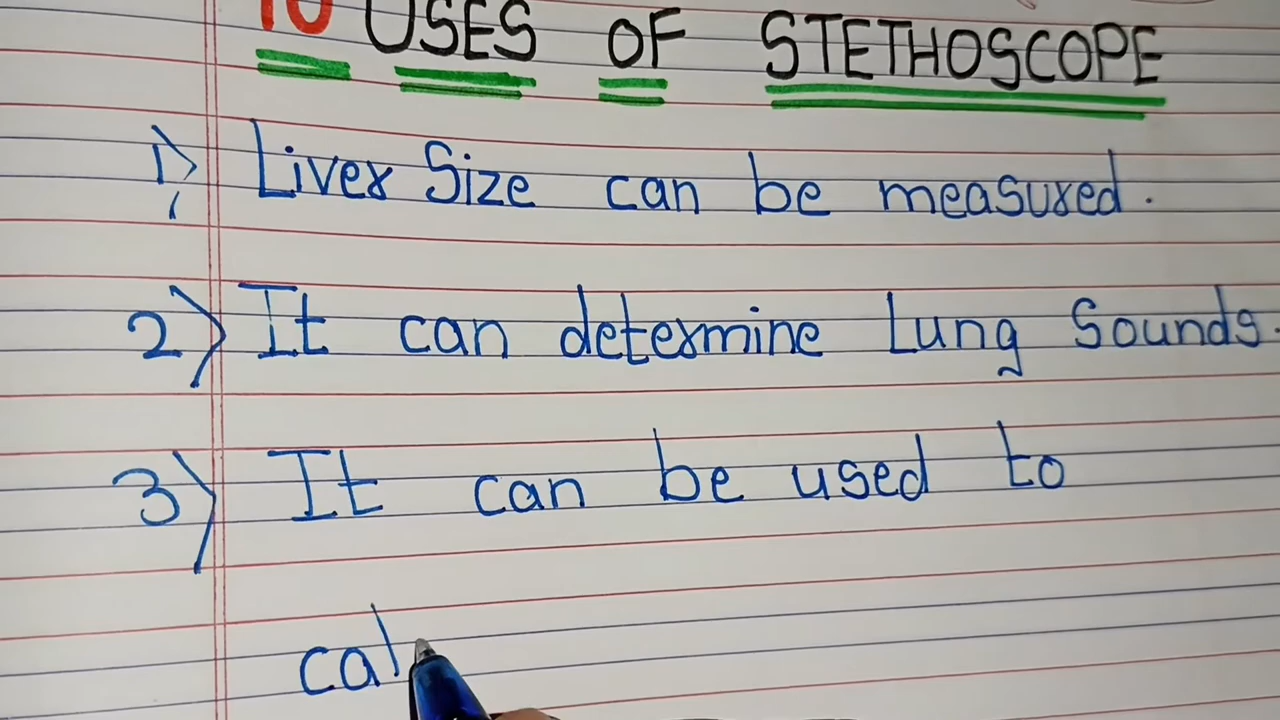 10 USES OF STETHOSCOPE
1) Liver Size can be measured.
2) It can determine Lung Sounds.
3) It can be used to
cal